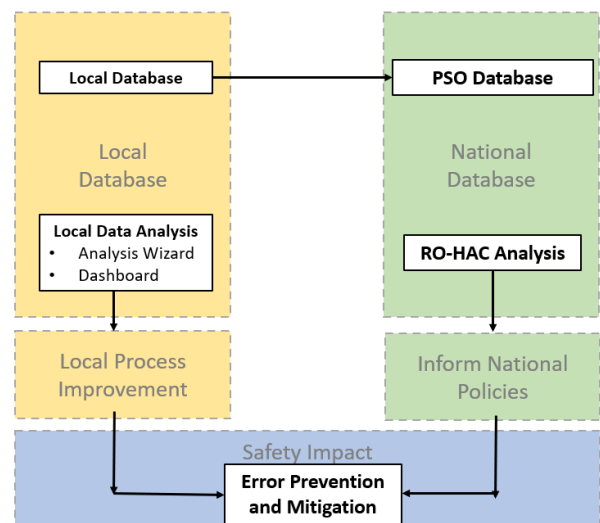 Local Database
PSO Database
Local
Database
National
Database
Local Data Analysis
• Analysis Wizard
• Dashboard
RO-HAC Analysis
Local Process
Improvement
Inform National
Policies
Safety Impact
Error Prevention
and Mitigation